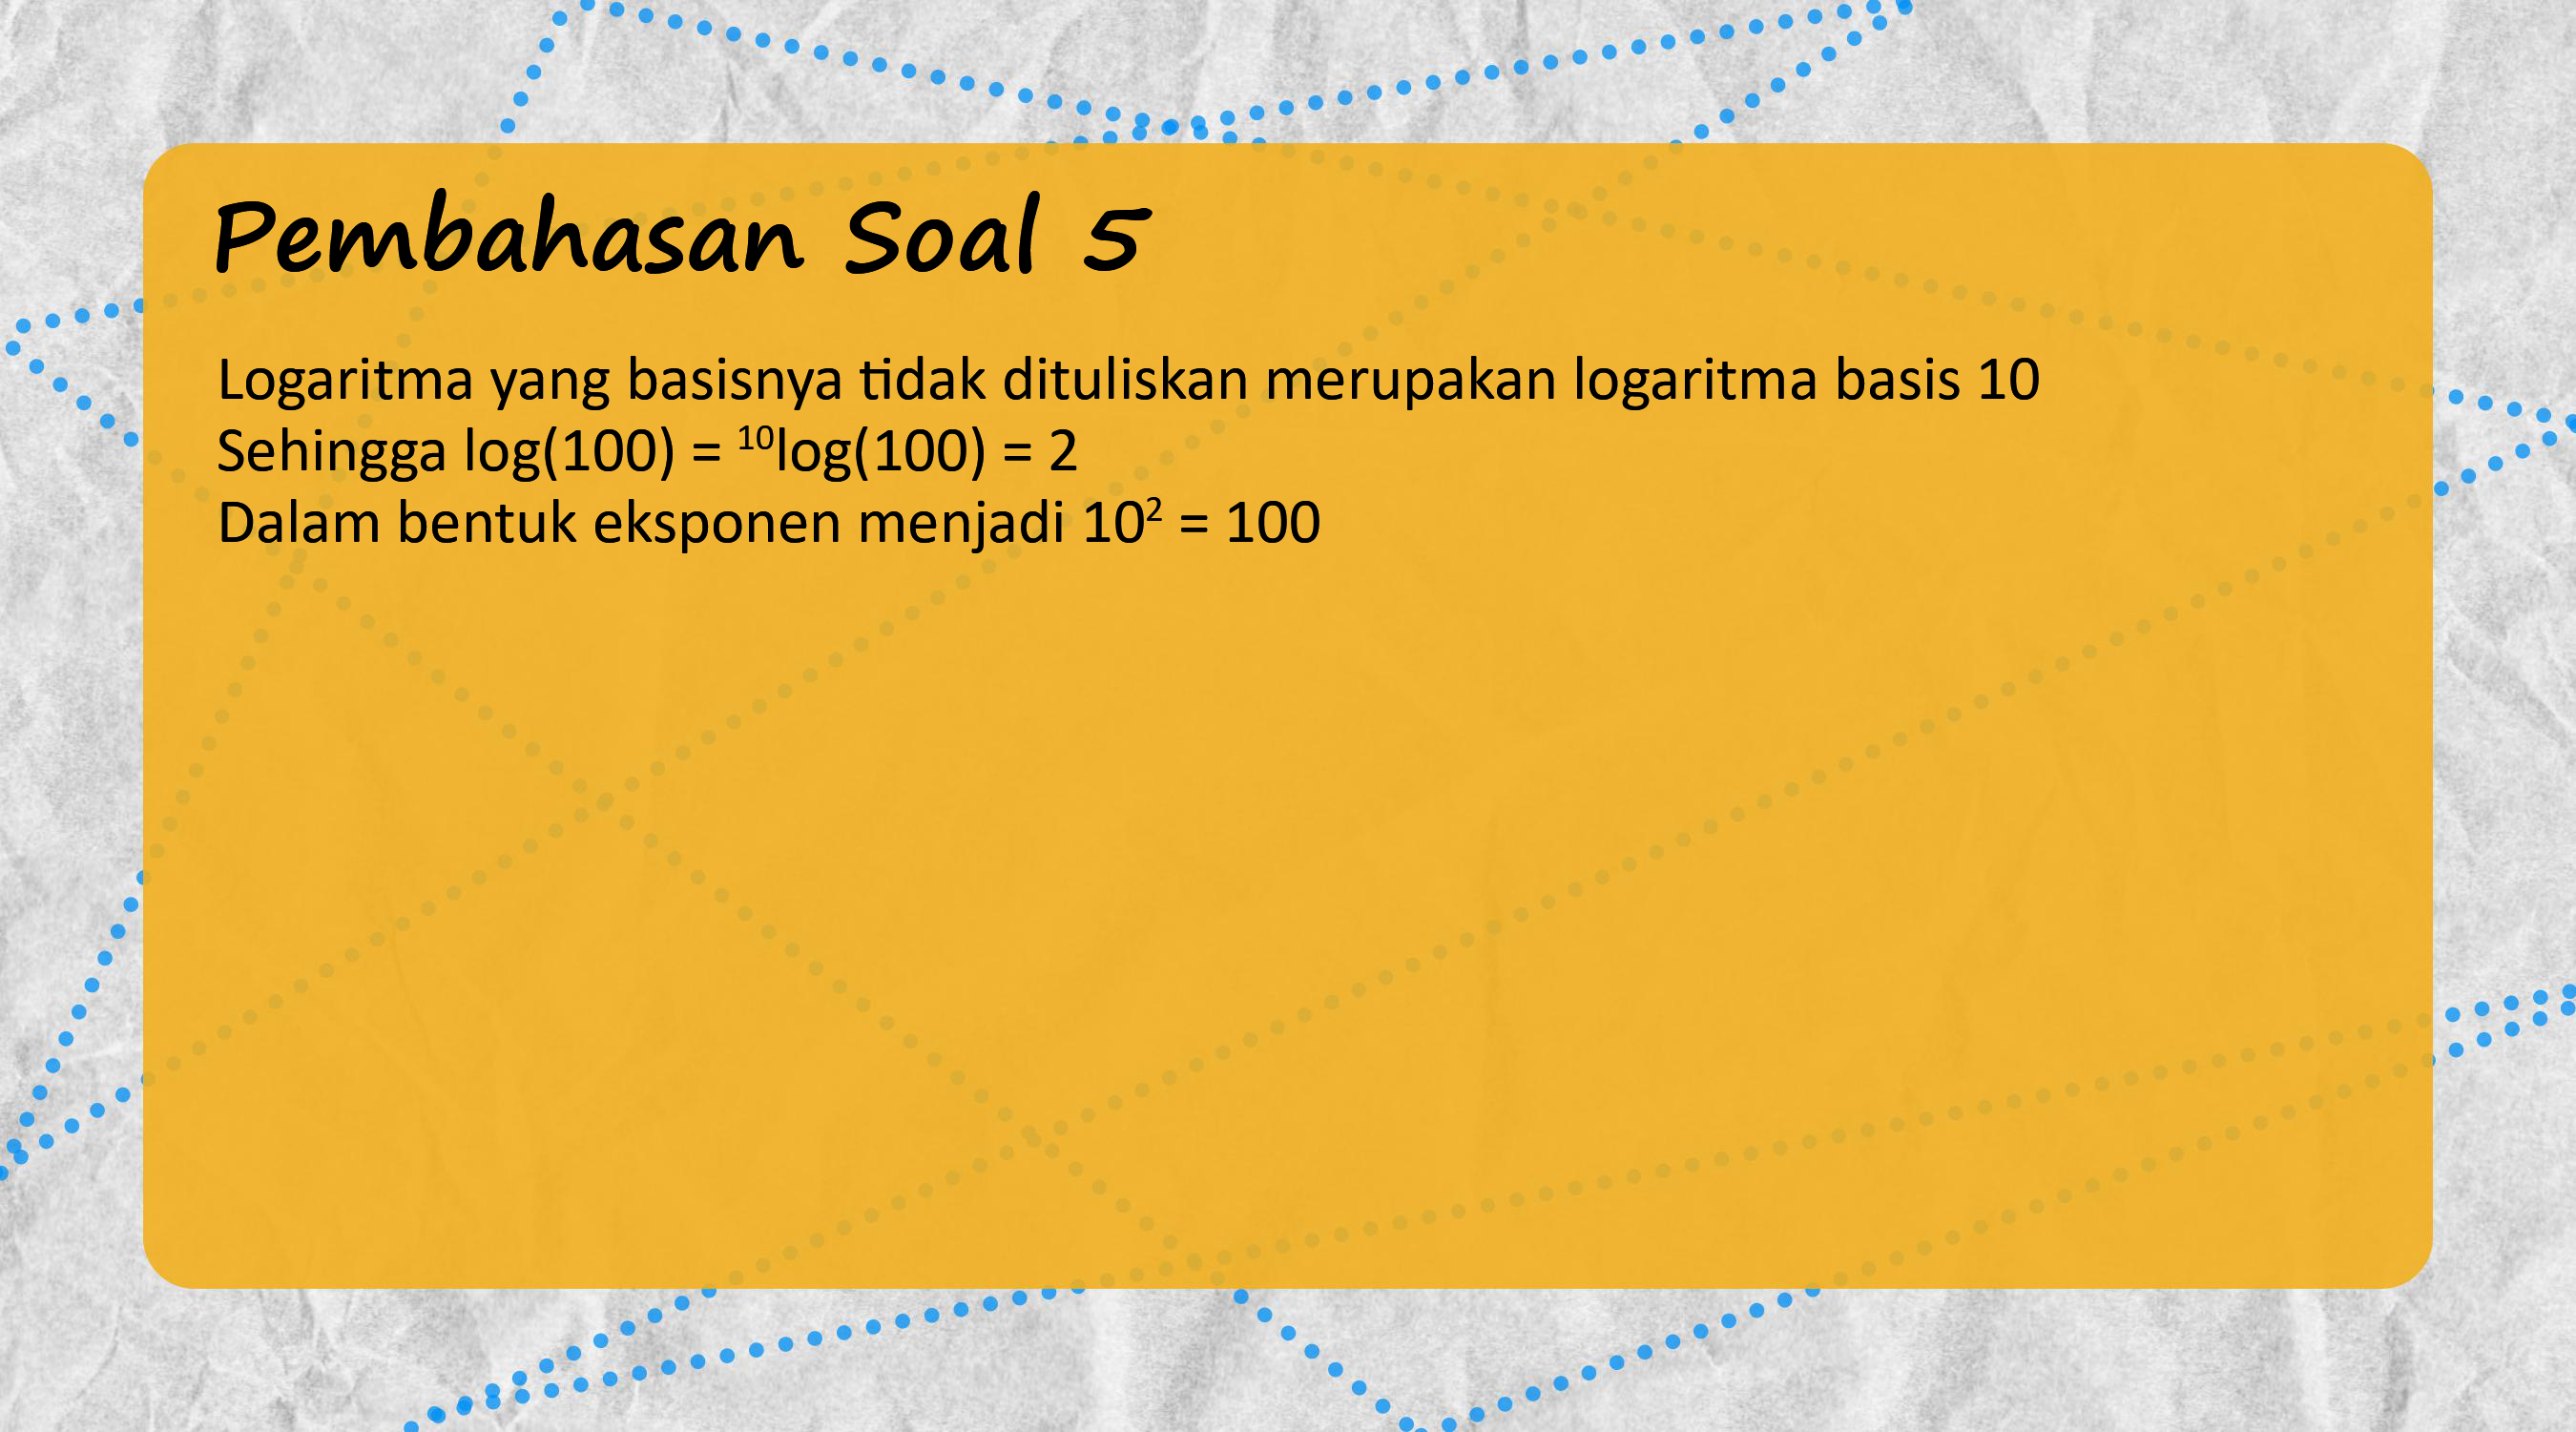 Pembahasan Soal 5
Logaritma yang basisnya tidak dituliskan merupakan logaritma basis 10
Sehingga log(100) = ¹⁰log(100) = 2
Dalam bentuk eksponen menjadi 10² = 100